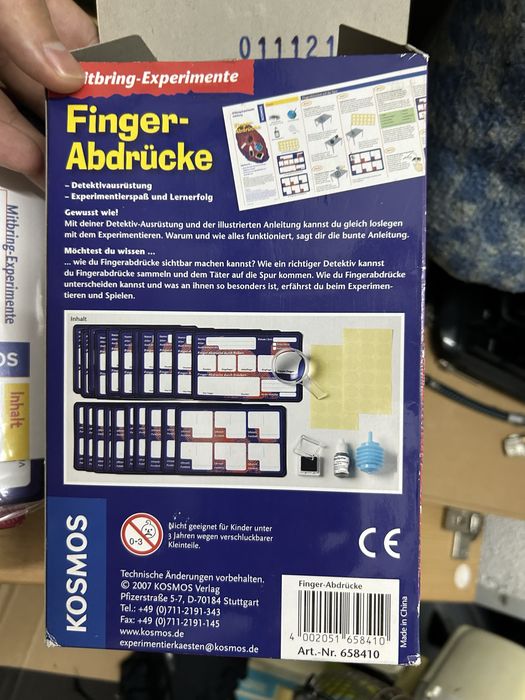 011121
itbring-Experimente
Finger-
Abdrücke
– Detektivausrüstung
– Experimentierspaß und Lernerfolg
Gewusst wie!
Mit deiner Detektiv-Ausrüstung und der illustrierten Anleitung kannst du gleich loslegen
mit dem Experimentieren. Warum und wie alles funktioniert, sagt dir die bunte Anleitung.
Möchtest du wissen ...
... wie du Fingerabdrücke sichtbar machen kannst? Wie ein richtiger Detektiv kannst
du Fingerabdrücke sammeln und dem Täter auf die Spur kommen. Wie du Fingerabdrücke
unterscheiden kannst und was an ihnen so besonders ist, erfährst du beim Experimen-
tieren und Spielen.
Inhalt
KOSMOS
0-3
Nicht geeignet für Kinder unter
3 Jahren wegen verschluckbarer
Kleinteile.
CE
Technische Änderungen vorbehalten.
© 2007 KOSMOS Verlag
Pfizerstraße 5-7, D-70184 Stuttgart
Tel.: +49 (0)711-2191-343
Fax: +49 (0)711-2191-145
www.kosmos.de
experimentierkaesten@kosmos.de
Finger-Abdrücke
4 002051 658410
Art.-Nr. 658410
Made in China
Mitbring-Experimente
OS
Inhalt